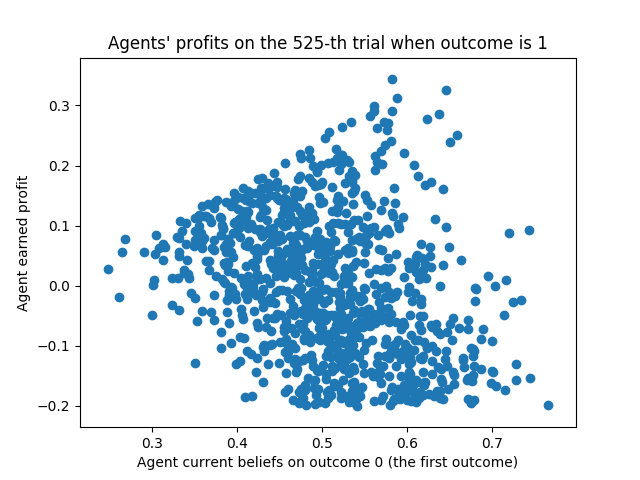 Agents' profits on the 525-th trial when outcome is 1
0.3
0.2
0.1
0.0
−0.1
−0.2
Agent earned profit
0.3 0.4 0.5 0.6 0.7
Agent current beliefs on outcome 0 (the first outcome)